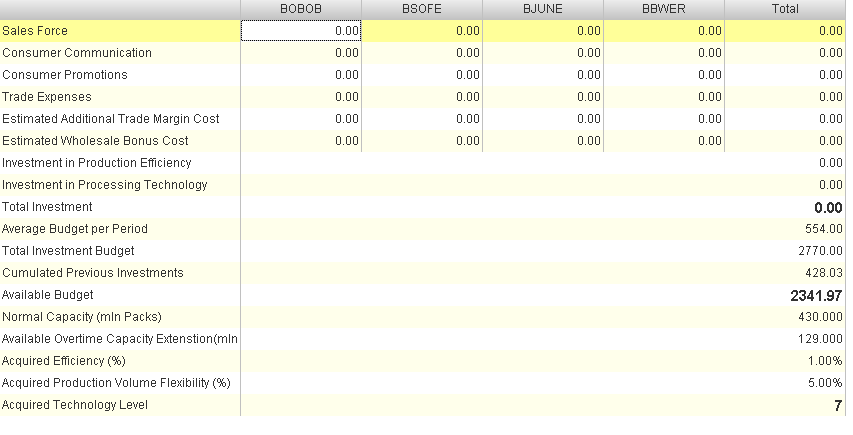 BOBOB BSOFE BJUNE BBWER Total
Sales Force 0.00 0.00 0.00 0.00 0.00
Consumer Communication 0.00 0.00 0.00 0.00 0.00
Consumer Promotions 0.00 0.00 0.00 0.00 0.00
Trade Expenses 0.00 0.00 0.00 0.00 0.00
Estimated Additional Trade Margin Cost 0.00 0.00 0.00 0.00 0.00
Estimated Wholesale Bonus Cost 0.00 0.00 0.00 0.00 0.00
Investment in Production Efficiency 0.00
Investment in Processing Technology 0.00
Total Investment 0.00
Average Budget per Period 554.00
Total Investment Budget 2770.00
Cumulated Previous Investments 428.03
Available Budget 2341.97
Normal Capacity (mln Packs) 430.000
Available Overtime Capacity Extenstion(mln 129.000
Acquired Efficiency (%) 1.00%
Acquired Production Volume Flexibility (%) 5.00%
Acquired Technology Level 7